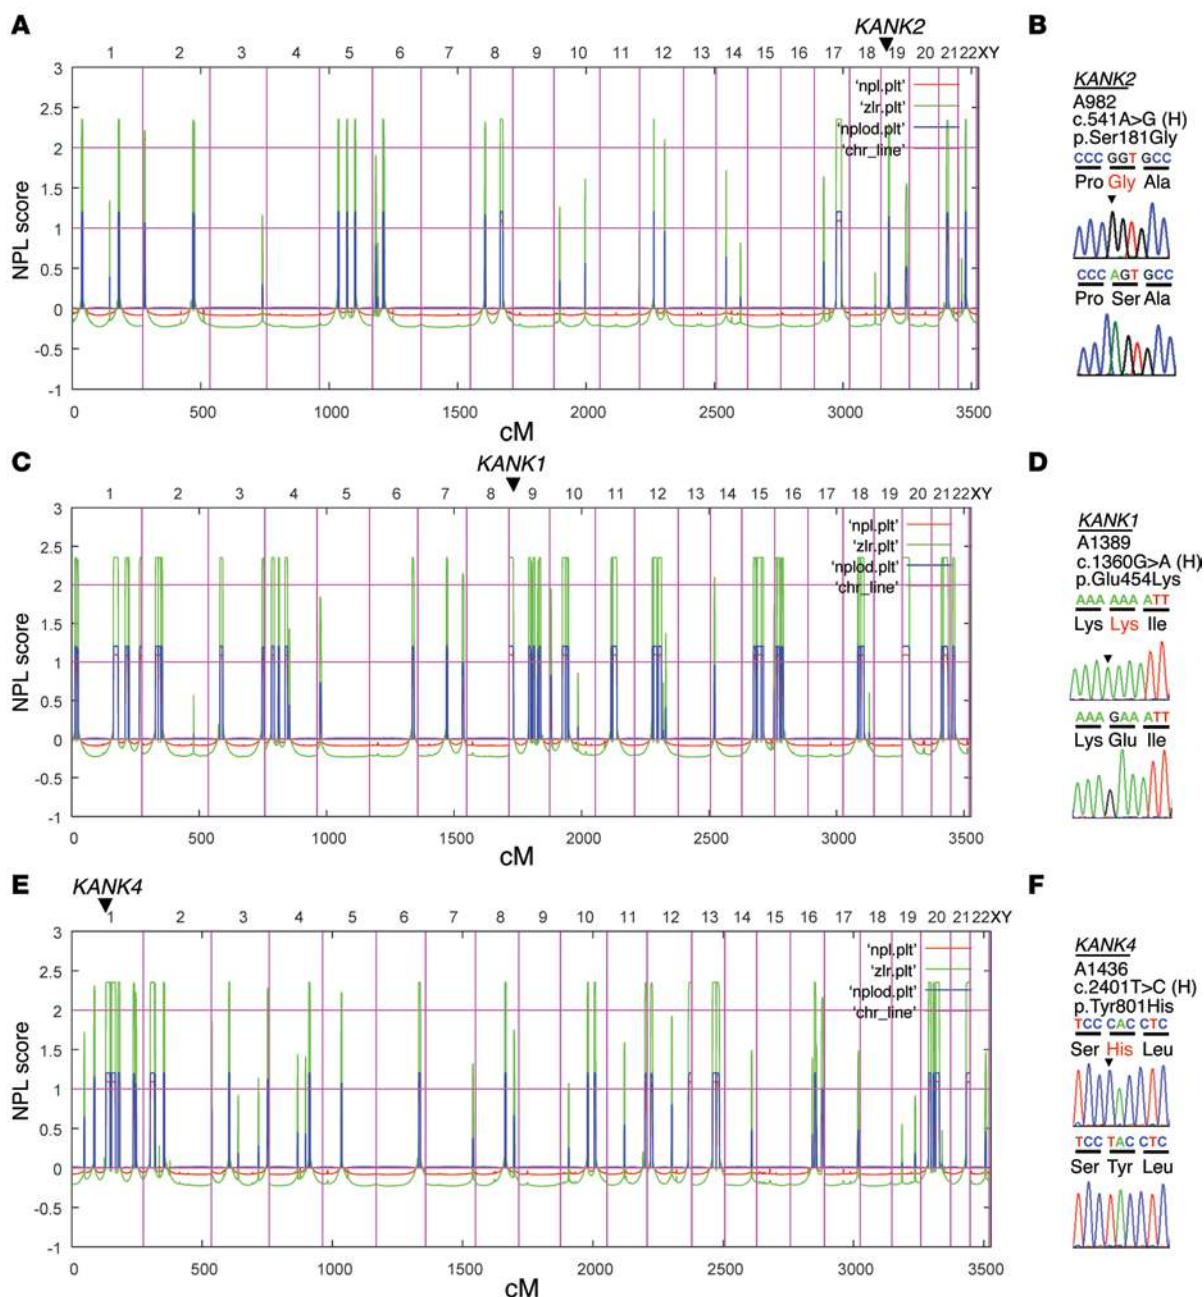 A
KANK2
1 2 3 4 5 6 7 8 9 10 11 12 13 14 15 16 17 18 19 20 21 22XY
3
2.5
2
1.5
1
0.5
0
-0.5
-1
NPL score
'npl.plt'
'zlr.plt'
'nplod.plt'
'chr_line'
0 500 1000 1500 2000 2500 3000 3500
cM
B
KANK2
A982
c.541A>G (H)
p.Ser181Gly
CCC GGT GCC
Pro Gly Ala
CCC AGT GCC
Pro Ser Ala
C
KANK1
1 2 3 4 5 6 7 8 9 10 11 12 13 14 15 16 17 18 19 20 21 22XY
3
2.5
2
1.5
1
0.5
0
-0.5
-1
NPL score
'npl.plt'
'zlr.plt'
'nplod.plt'
'chr_line'
0 500 1000 1500 2000 2500 3000 3500
cM
D
KANK1
A1389
c.1360G>A (H)
p.Glu454Lys
AAA AAA ATT
Lys Lys Ile
AAA GAA ATT
Lys Glu Ile
E
KANK4
1 2 3 4 5 6 7 8 9 10 11 12 13 14 15 16 17 18 19 20 21 22XY
3
2.5
2
1.5
1
0.5
0
-0.5
-1
NPL score
'npl.plt'
'zlr.plt'
'nplod.plt'
'chr_line'
0 500 1000 1500 2000 2500 3000 3500
cM
F
KANK4
A1436
c.2401T>C (H)
p.Tyr801His
TCC CAC CTC
Ser His Leu
TCC TAC CTC
Ser Tyr Leu